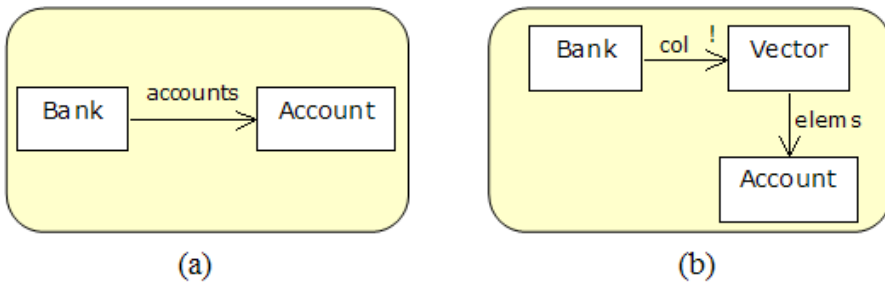 accounts
Bank
Account
(a)
Bank
col
!
Vector
elems
Account
(b)